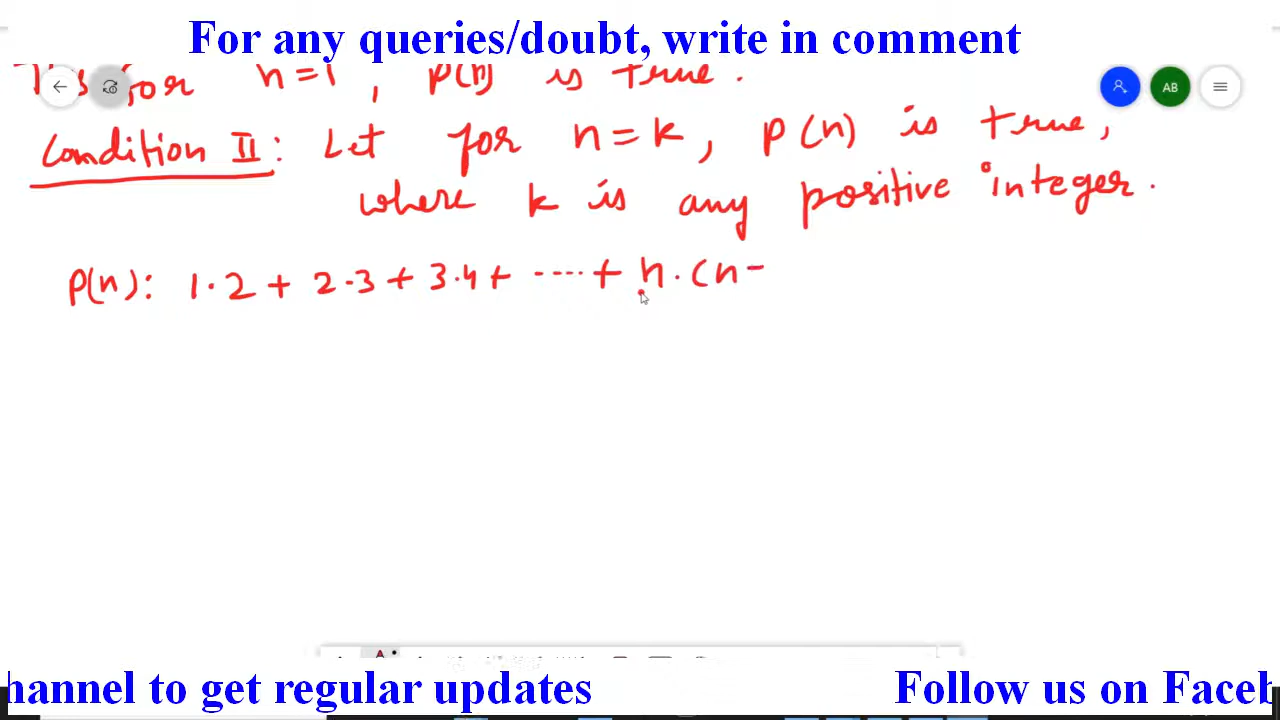 For any queries/doubt, write in comment
for n=1, P(n) is true.
AB
Condition II: Let for n=k, P(n) is true,
where k is any positive integer.
P(n): 1·2 + 2·3 + 3·4 + ····+ n·(n-
hannel to get regular updates Follow us on Faceb